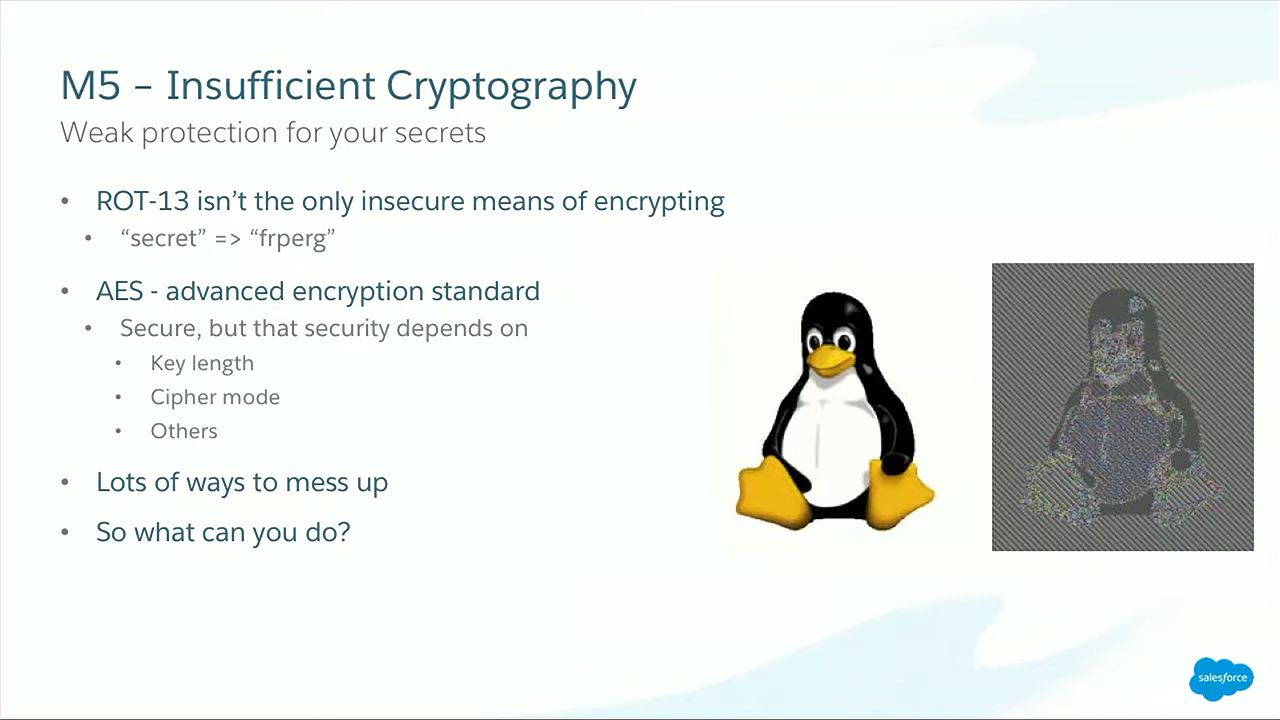 M5 – Insufficient Cryptography
Weak protection for your secrets
• ROT-13 isn’t the only insecure means of encrypting
• “secret” => “frperg”
• AES - advanced encryption standard
• Secure, but that security depends on
• Key length
• Cipher mode
• Others
• Lots of ways to mess up
• So what can you do?
salesforce